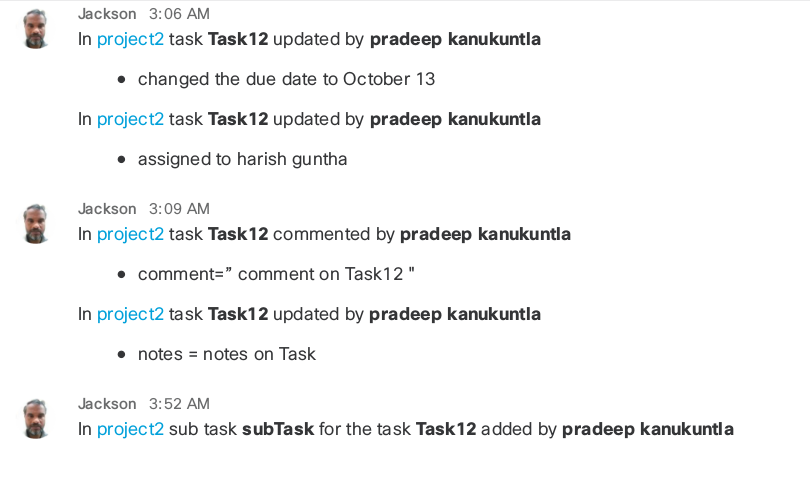 Jackson 3:06 AM
In project2 task Task12 updated by pradeep kanukuntla
• changed the due date to October 13
In project2 task Task12 updated by pradeep kanukuntla
• assigned to harish guntha
Jackson 3:09 AM
In project2 task Task12 commented by pradeep kanukuntla
• comment=” comment on Task12 "
In project2 task Task12 updated by pradeep kanukuntla
• notes = notes on Task
Jackson 3:52 AM
In project2 sub task subTask for the task Task12 added by pradeep kanukuntla